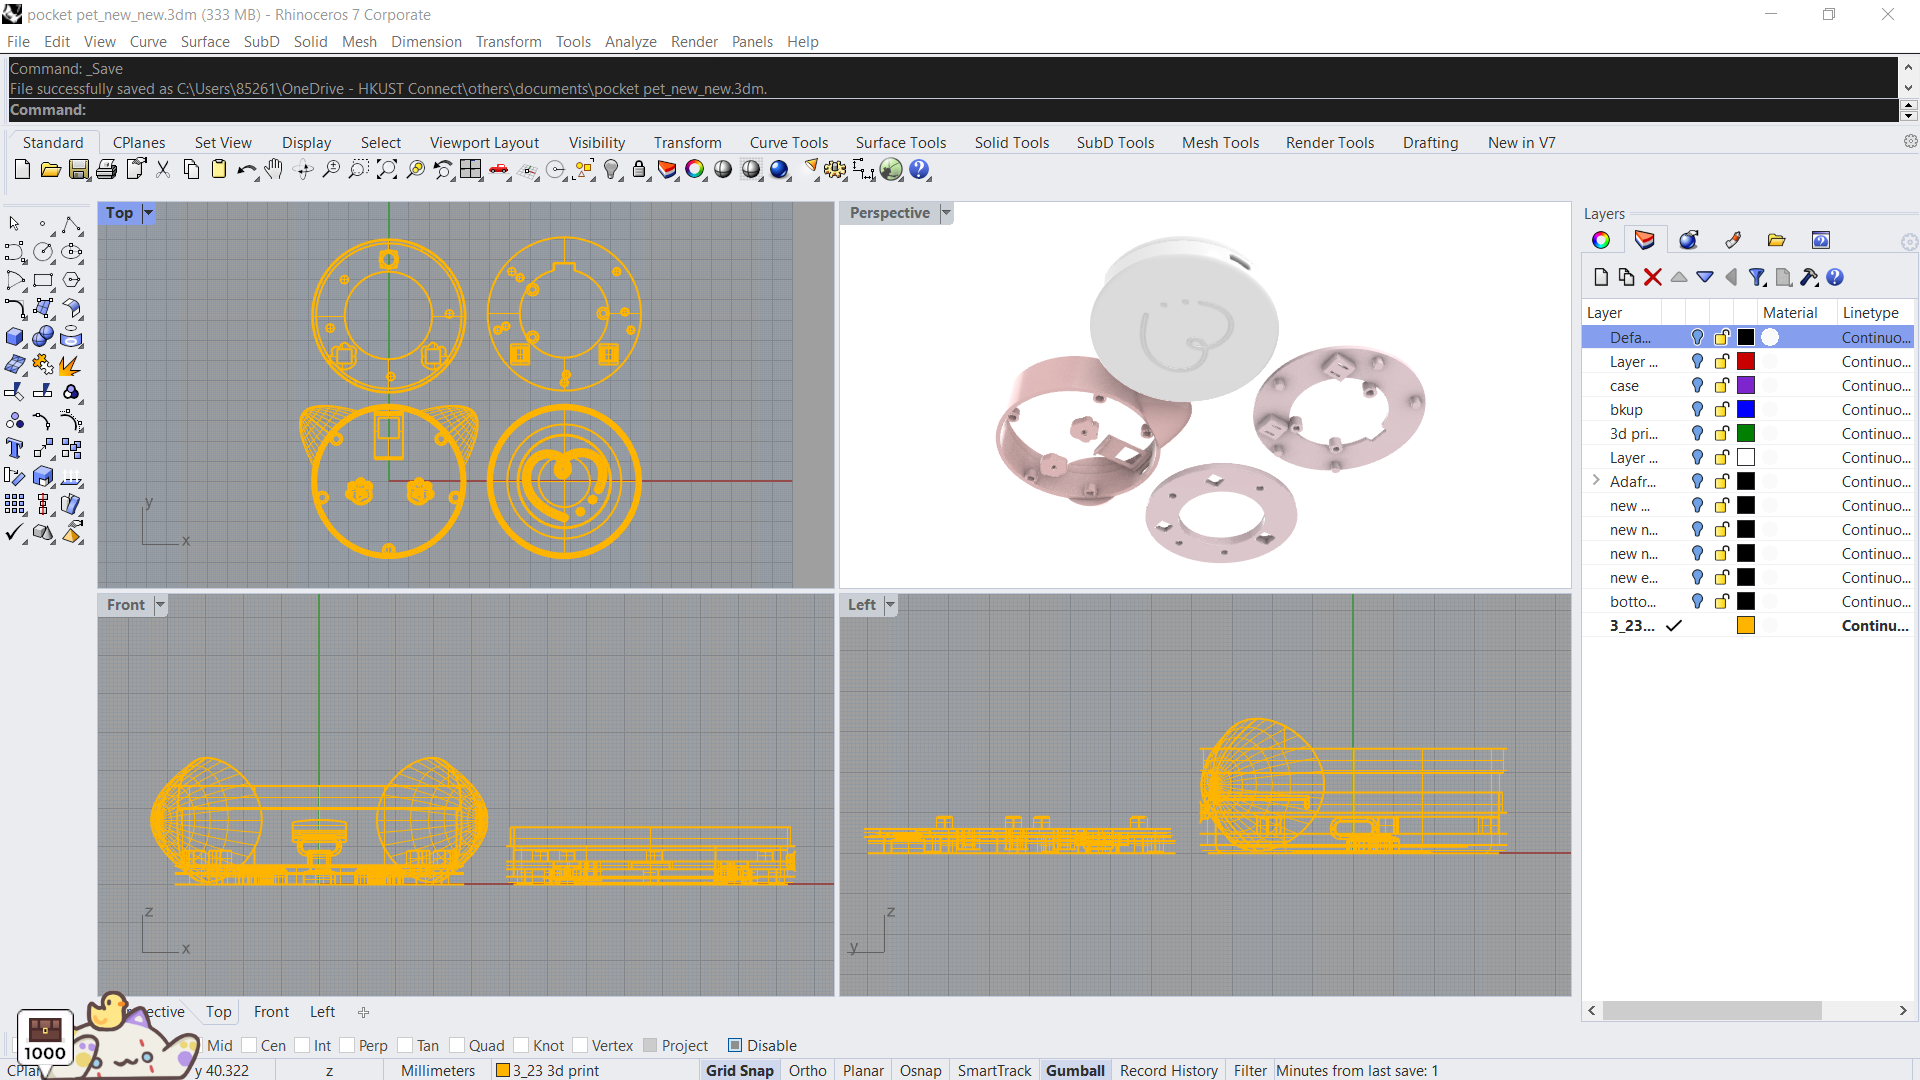 pocket pet_new_new.3dm (333 MB) - Rhinoceros 7 Corporate
File Edit View Curve Surface SubD Solid Mesh Dimension Transform Tools Analyze Render Panels Help
Command: _Save
File successfully saved as C:\Users\85261\OneDrive - HKUST Connect\others\documents\pocket pet_new_new.3dm.
Command:
Standard CPlanes Set View Display Select Viewport Layout Visibility Transform Curve Tools Surface Tools Solid Tools SubD Tools Mesh Tools Render Tools Drafting New in V7
Top
Perspective
Layers
Layer Material Linetype
Defa... Continuo...
Layer ... Continuo...
case Continuo...
bkup Continuo...
3d pri... Continuo...
Layer ... Continuo...
Adafr... Continuo...
new ... Continuo...
new n... Continuo...
new n... Continuo...
new e... Continuo...
botto... Continuo...
3_23... Continu...
y
x
Front
Left
z
x
z
y
ective Top Front Left
1000
Mid Cen Int Perp Tan Quad Knot Vertex Project Disable
CPla y 40.322 z Millimeters 3_23 3d print Grid Snap Ortho Planar Osnap SmartTrack Gumball Record History Filter Minutes from last save: 1